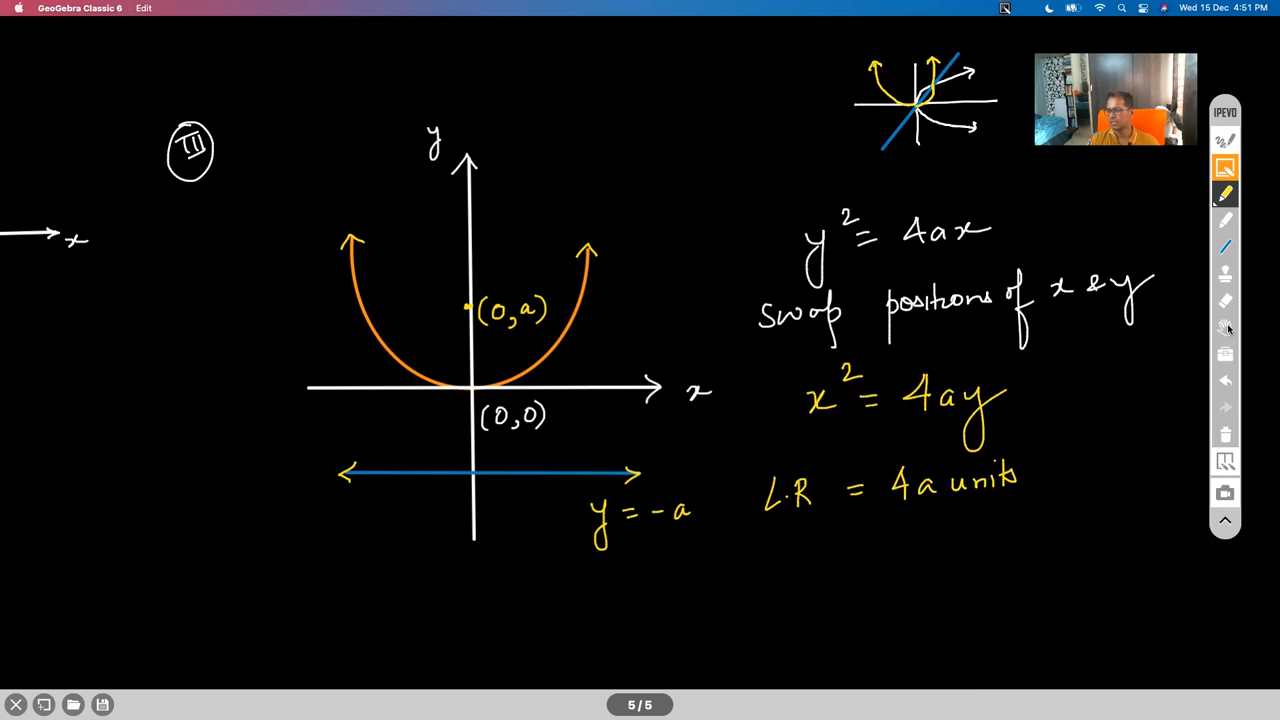 GeoGebra Classic 6 Edit
Wed 15 Dec 4:51 PM
IPEVO
III
y
x
(0,a)
x
(0,0)
y = -a
y² = 4ax
Swap positions of x & y
x² = 4ay
L.R = 4a units
5 / 5